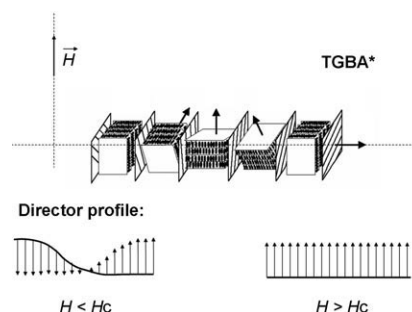 H
TGBA*
Director profile:
H < Hc
H > Hc